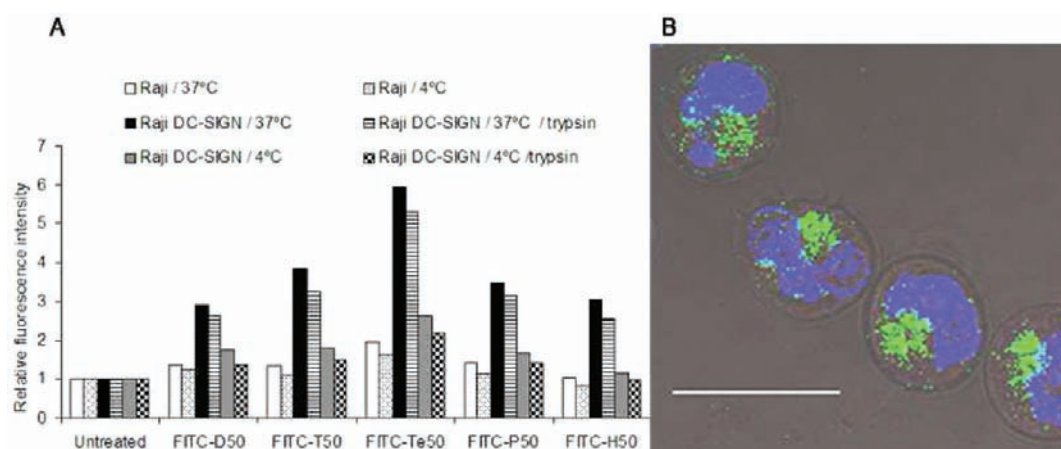 A
B
Raji / 37ºC
Raji / 4ºC
Raji DC-SIGN / 37ºC
Raji DC-SIGN / 37ºC / trypsin
Raji DC-SIGN / 4ºC
Raji DC-SIGN / 4ºC /trypsin
Relative fluorescence intensity
7
6
5
4
3
2
1
0
Untreated FITC-D50 FITC-T50 FITC-Te50 FITC-P50 FITC-H50